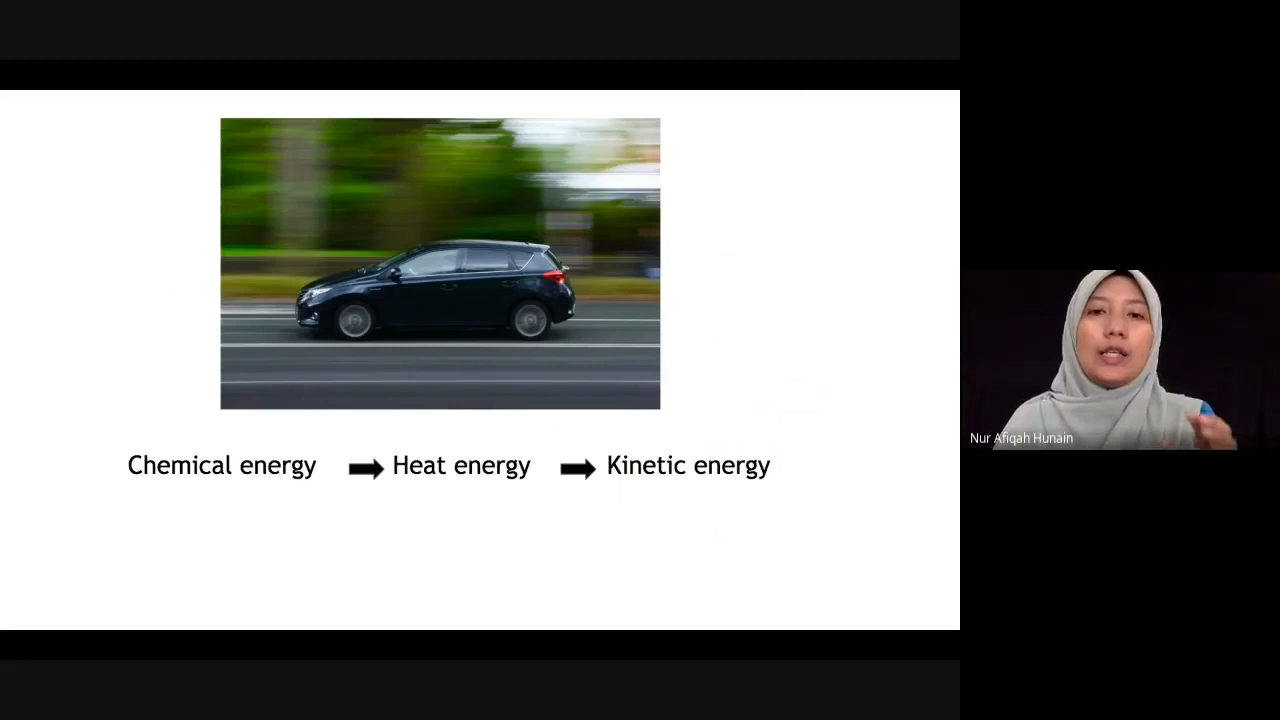 Chemical energy ➡ Heat energy ➡ Kinetic energy
Nur Afiqah Hunain